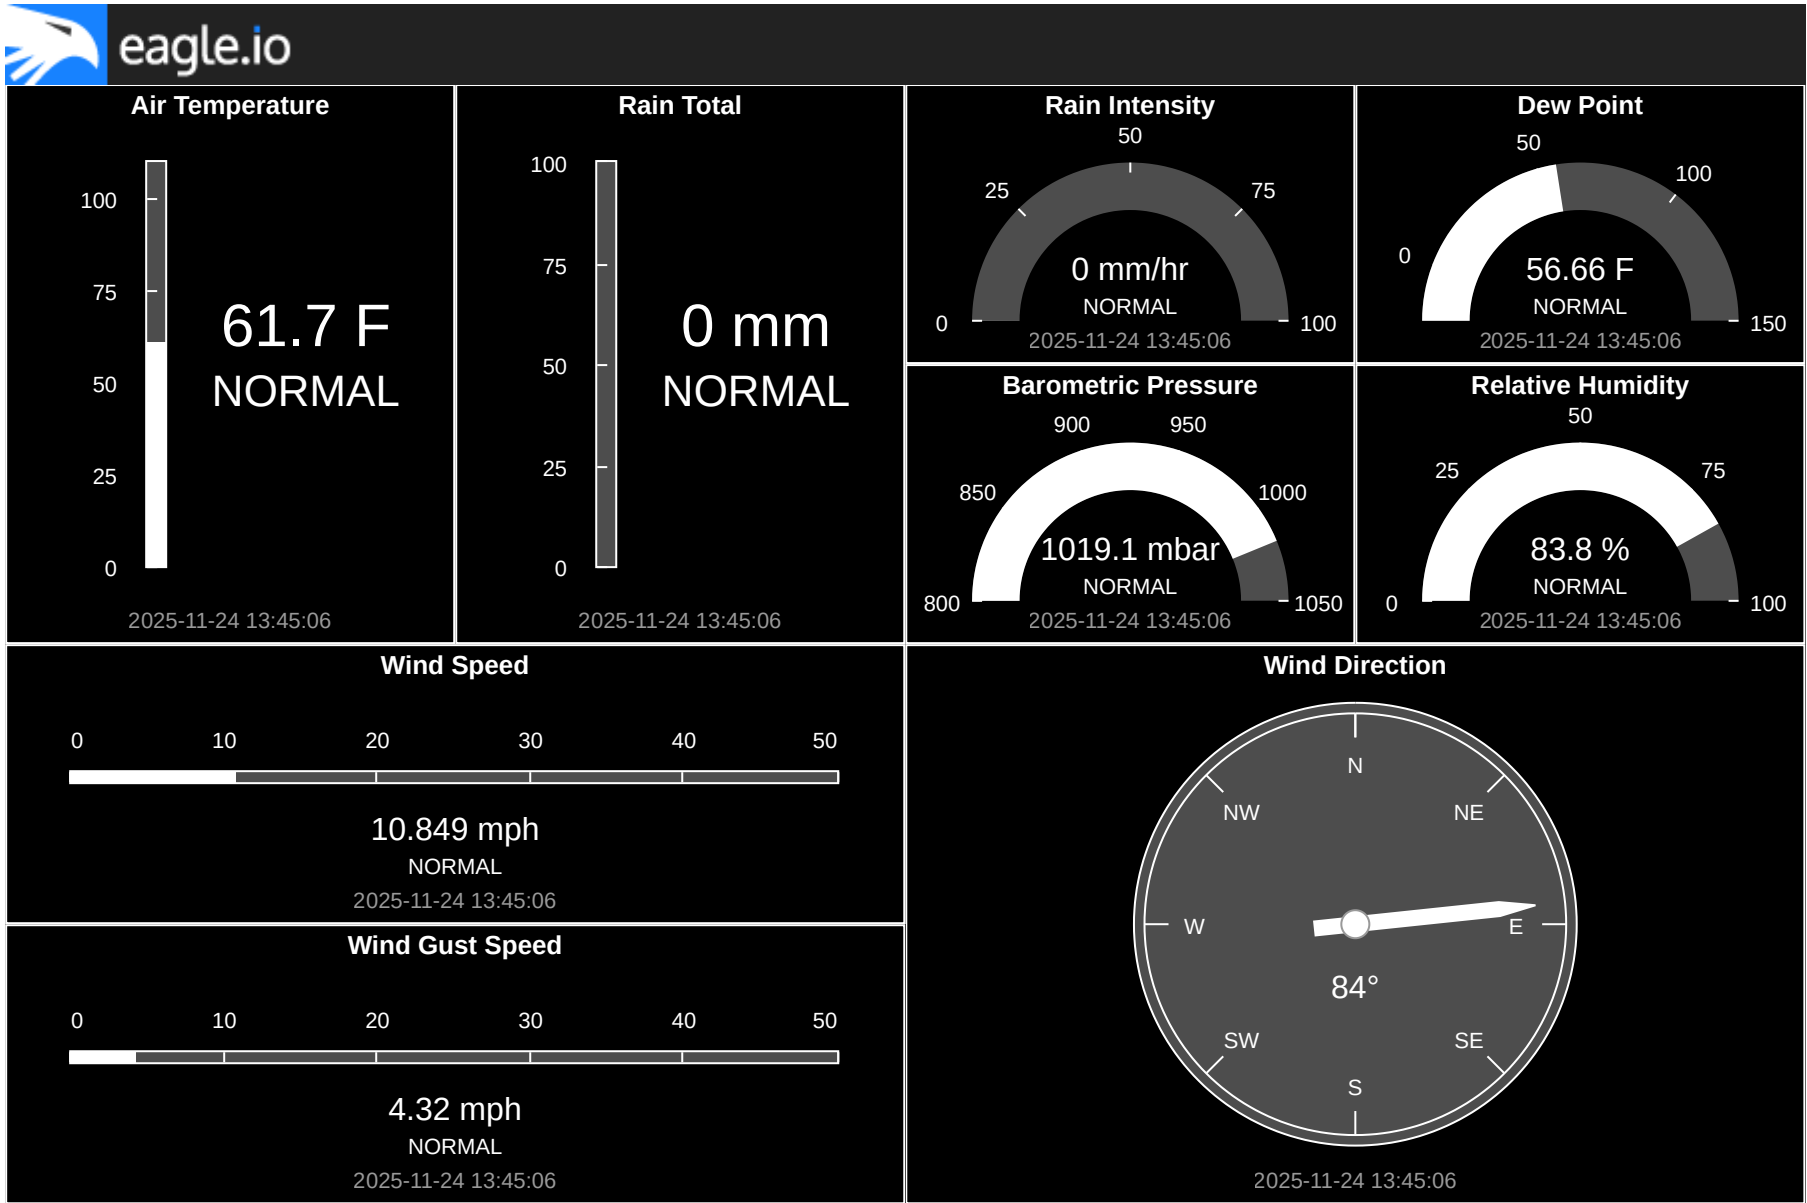 eagle.io
Air Temperature
100
75
50
25
0
61.7 F
NORMAL
2025-11-24 13:45:06
Rain Total
100
75
50
25
0
0 mm
NORMAL
2025-11-24 13:45:06
Rain Intensity
50
25
75
0
100
0 mm/hr
NORMAL
2025-11-24 13:45:06
Dew Point
50
100
0
150
56.66 F
NORMAL
2025-11-24 13:45:06
Barometric Pressure
900
950
850
1000
800
1050
1019.1 mbar
NORMAL
2025-11-24 13:45:06
Relative Humidity
50
25
75
0
100
83.8 %
NORMAL
2025-11-24 13:45:06
Wind Speed
0 10 20 30 40 50
10.849 mph
NORMAL
2025-11-24 13:45:06
Wind Gust Speed
0 10 20 30 40 50
4.32 mph
NORMAL
2025-11-24 13:45:06
Wind Direction
N
NW NE
W E
84°
SW SE
S
2025-11-24 13:45:06